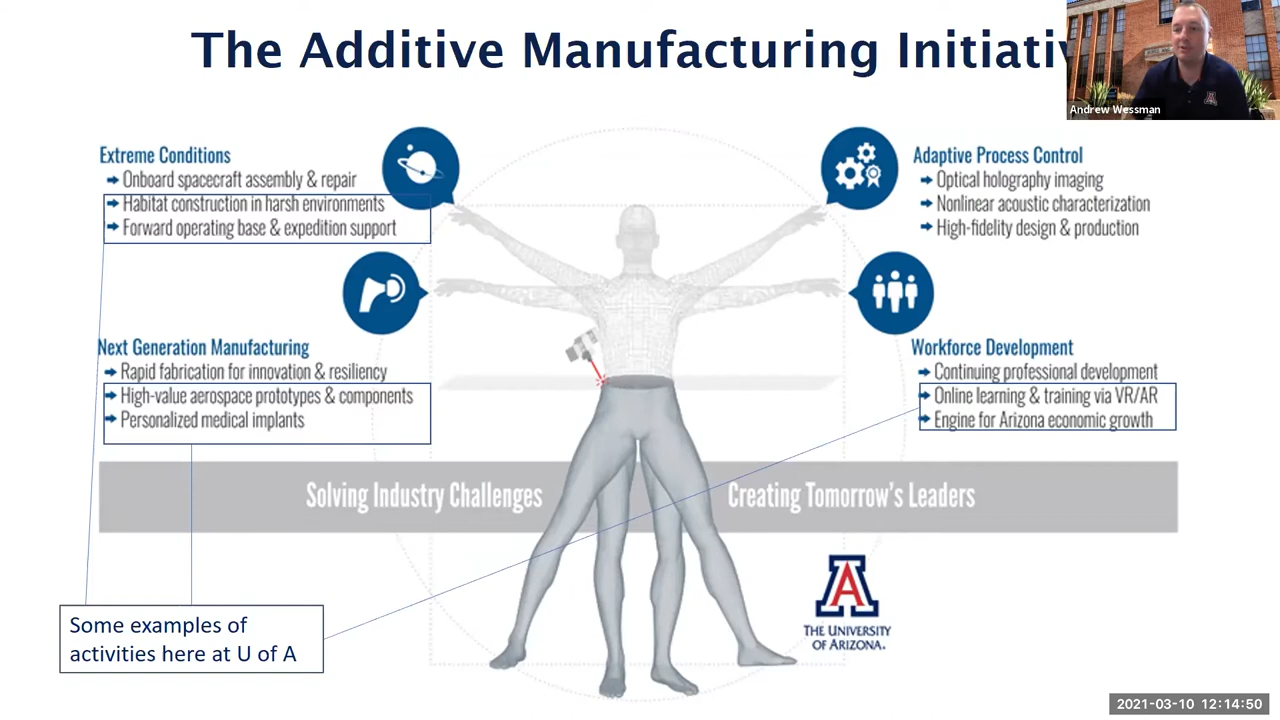 The Additive Manufacturing Initiativ
Andrew Wessman
Extreme Conditions
Onboard spacecraft assembly & repair
Habitat construction in harsh environments
Forward operating base & expedition support
Adaptive Process Control
Optical holography imaging
Nonlinear acoustic characterization
High-fidelity design & production
Next Generation Manufacturing
Rapid fabrication for innovation & resiliency
High-value aerospace prototypes & components
Personalized medical implants
Workforce Development
Continuing professional development
Online learning & training via VR/AR
Engine for Arizona economic growth
Solving Industry Challenges
Creating Tomorrow's Leaders
Some examples of
activities here at U of A
A
THE UNIVERSITY
OF ARIZONA.
2021-03-10 12:14:50